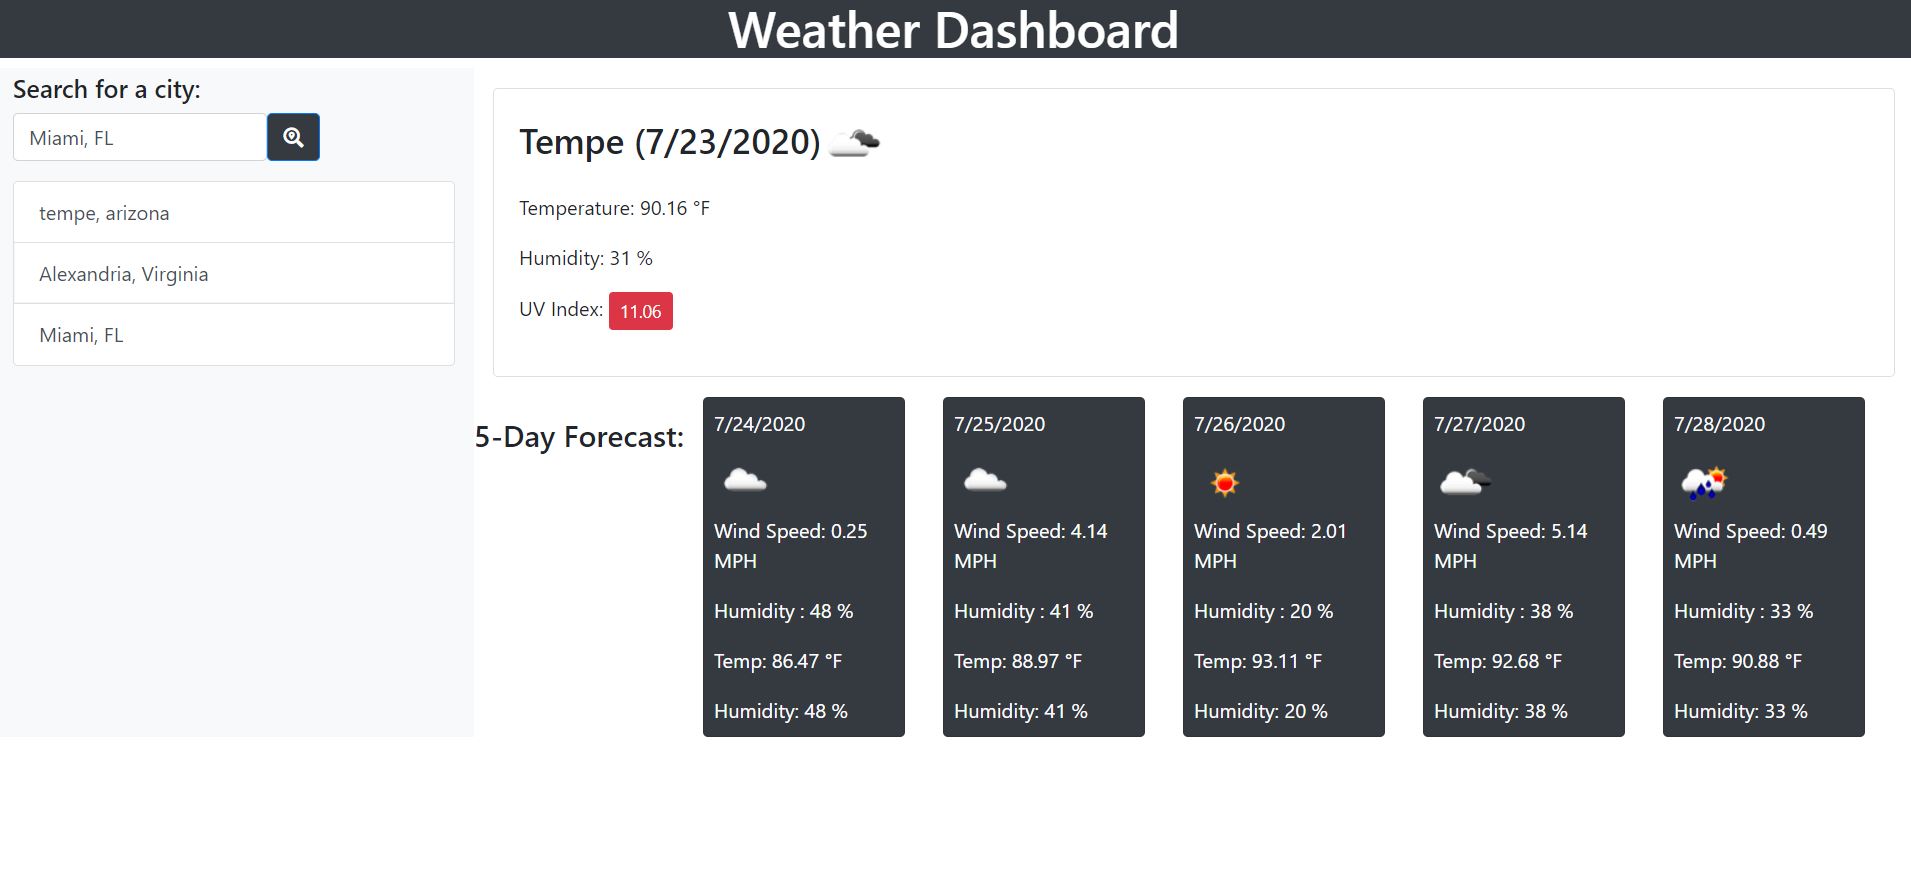 Weather Dashboard
Search for a city:
Miami, FL
tempe, arizona
Alexandria, Virginia
Miami, FL
Tempe (7/23/2020)
Temperature: 90.16 °F
Humidity: 31 %
UV Index: 11.06
5-Day Forecast:
7/24/2020
Wind Speed: 0.25
MPH
Humidity : 48 %
Temp: 86.47 °F
Humidity: 48 %
7/25/2020
Wind Speed: 4.14
MPH
Humidity : 41 %
Temp: 88.97 °F
Humidity: 41 %
7/26/2020
Wind Speed: 2.01
MPH
Humidity : 20 %
Temp: 93.11 °F
Humidity: 20 %
7/27/2020
Wind Speed: 5.14
MPH
Humidity : 38 %
Temp: 92.68 °F
Humidity: 38 %
7/28/2020
Wind Speed: 0.49
MPH
Humidity : 33 %
Temp: 90.88 °F
Humidity: 33 %